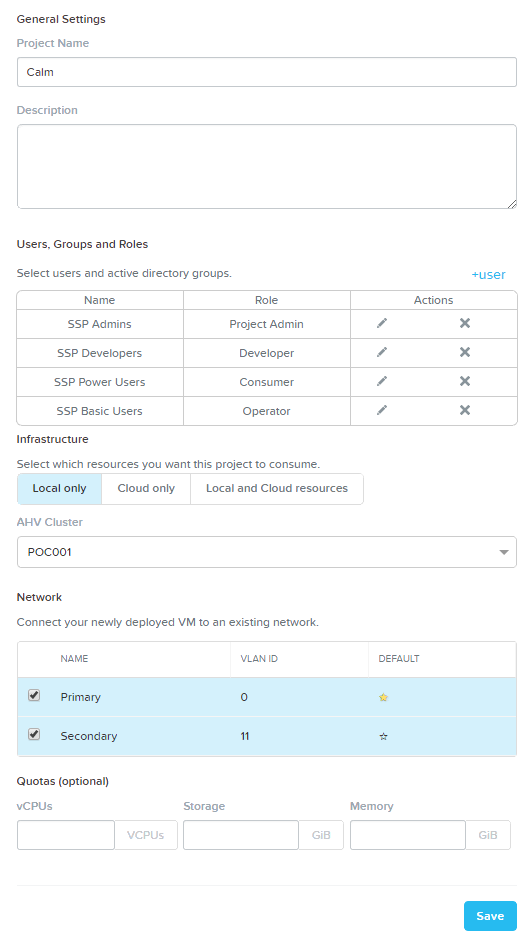 General Settings
Project Name
Calm
Description
Users, Groups and Roles
Select users and active directory groups.
+user
Name Role Actions
SSP Admins Project Admin
SSP Developers Developer
SSP Power Users Consumer
SSP Basic Users Operator
Infrastructure
Select which resources you want this project to consume.
Local only Cloud only Local and Cloud resources
AHV Cluster
POC001
Network
Connect your newly deployed VM to an existing network.
NAME VLAN ID DEFAULT
Primary 0
Secondary 11
Quotas (optional)
vCPUs Storage Memory
VCPUs GiB GiB
Save